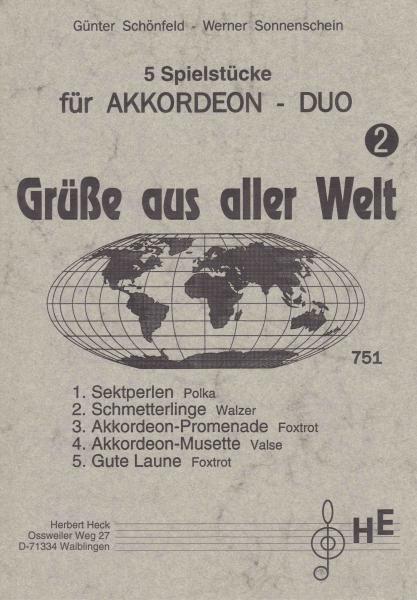 Günter Schönfeld - Werner Sonnenschein
5 Spielstücke
für AKKORDEON - DUO
2
Grüße aus aller Welt
751
1. Sektperlen Polka
2. Schmetterlinge Walzer
3. Akkordeon-Promenade Foxtrot
4. Akkordeon-Musette Valse
5. Gute Laune Foxtrot
Herbert Heck
Ossweiler Weg 27
D-71334 Waiblingen
HE